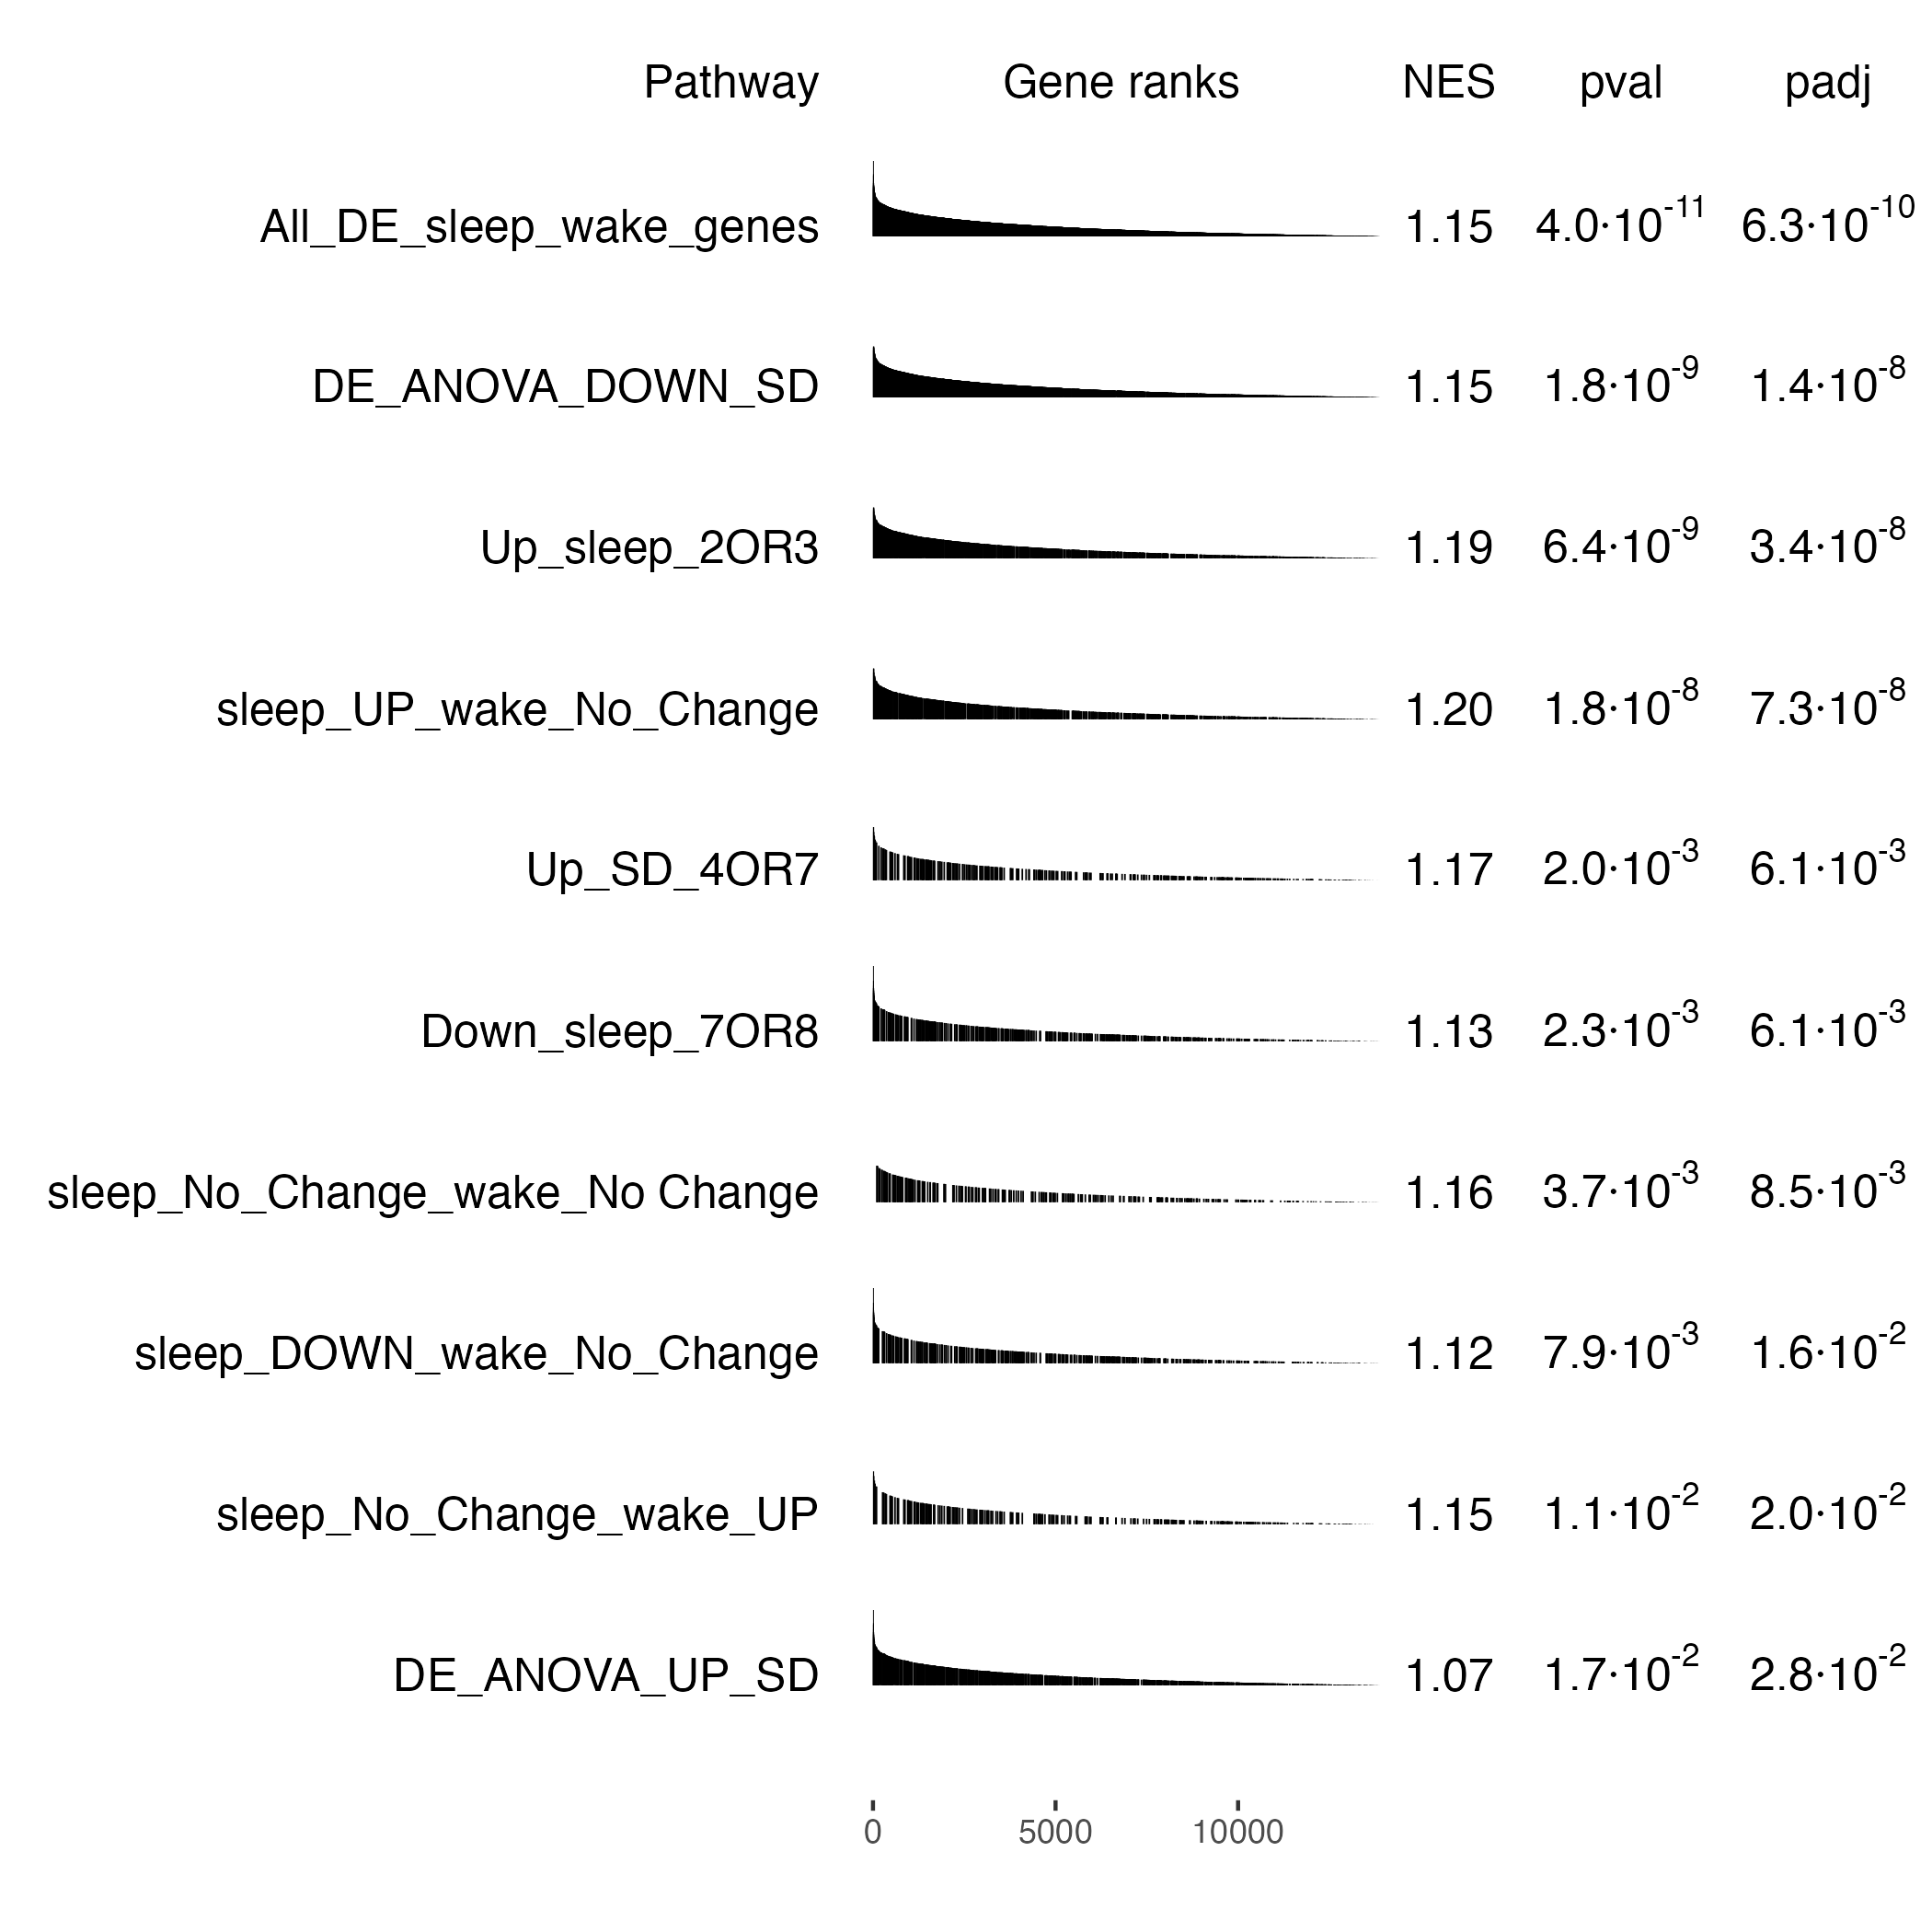 Pathway Gene ranks NES pval padj
All_DE_sleep_wake_genes 1.15 4.0·10⁻¹¹ 6.3·10⁻¹⁰
DE_ANOVA_DOWN_SD 1.15 1.8·10⁻⁹ 1.4·10⁻⁸
Up_sleep_2OR3 1.19 6.4·10⁻⁹ 3.4·10⁻⁸
sleep_UP_wake_No_Change 1.20 1.8·10⁻⁸ 7.3·10⁻⁸
Up_SD_4OR7 1.17 2.0·10⁻³ 6.1·10⁻³
Down_sleep_7OR8 1.13 2.3·10⁻³ 6.1·10⁻³
sleep_No_Change_wake_No Change 1.16 3.7·10⁻³ 8.5·10⁻³
sleep_DOWN_wake_No_Change 1.12 7.9·10⁻³ 1.6·10⁻²
sleep_No_Change_wake_UP 1.15 1.1·10⁻² 2.0·10⁻²
DE_ANOVA_UP_SD 1.07 1.7·10⁻² 2.8·10⁻²
0 5000 10000